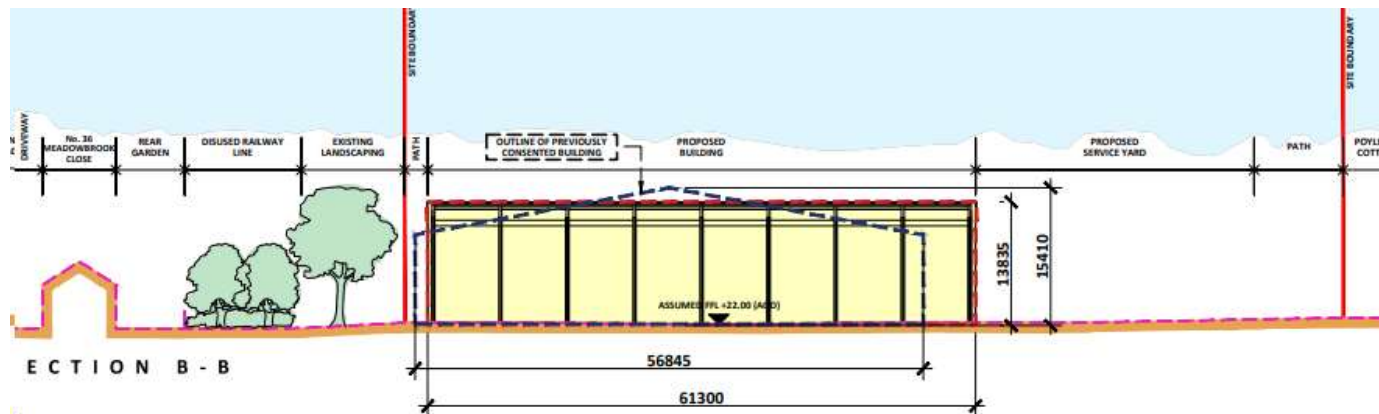 SITE BOUNDARY
SITE BOUNDARY
DRIVEWAY
No. 36
MEADOWBROOK
CLOSE
REAR
GARDEN
DISUSED RAILWAY
LINE
EXISTING
LANDSCAPING
PATH
OUTLINE OF PREVIOUSLY
CONSENTED BUILDING
PROPOSED
BUILDING
PROPOSED
SERVICE YARD
PATH
POYLE
COTT
13835
15410
ASSUMED FFL +22.00 (AOD)
ECTION B-B
56845
61300